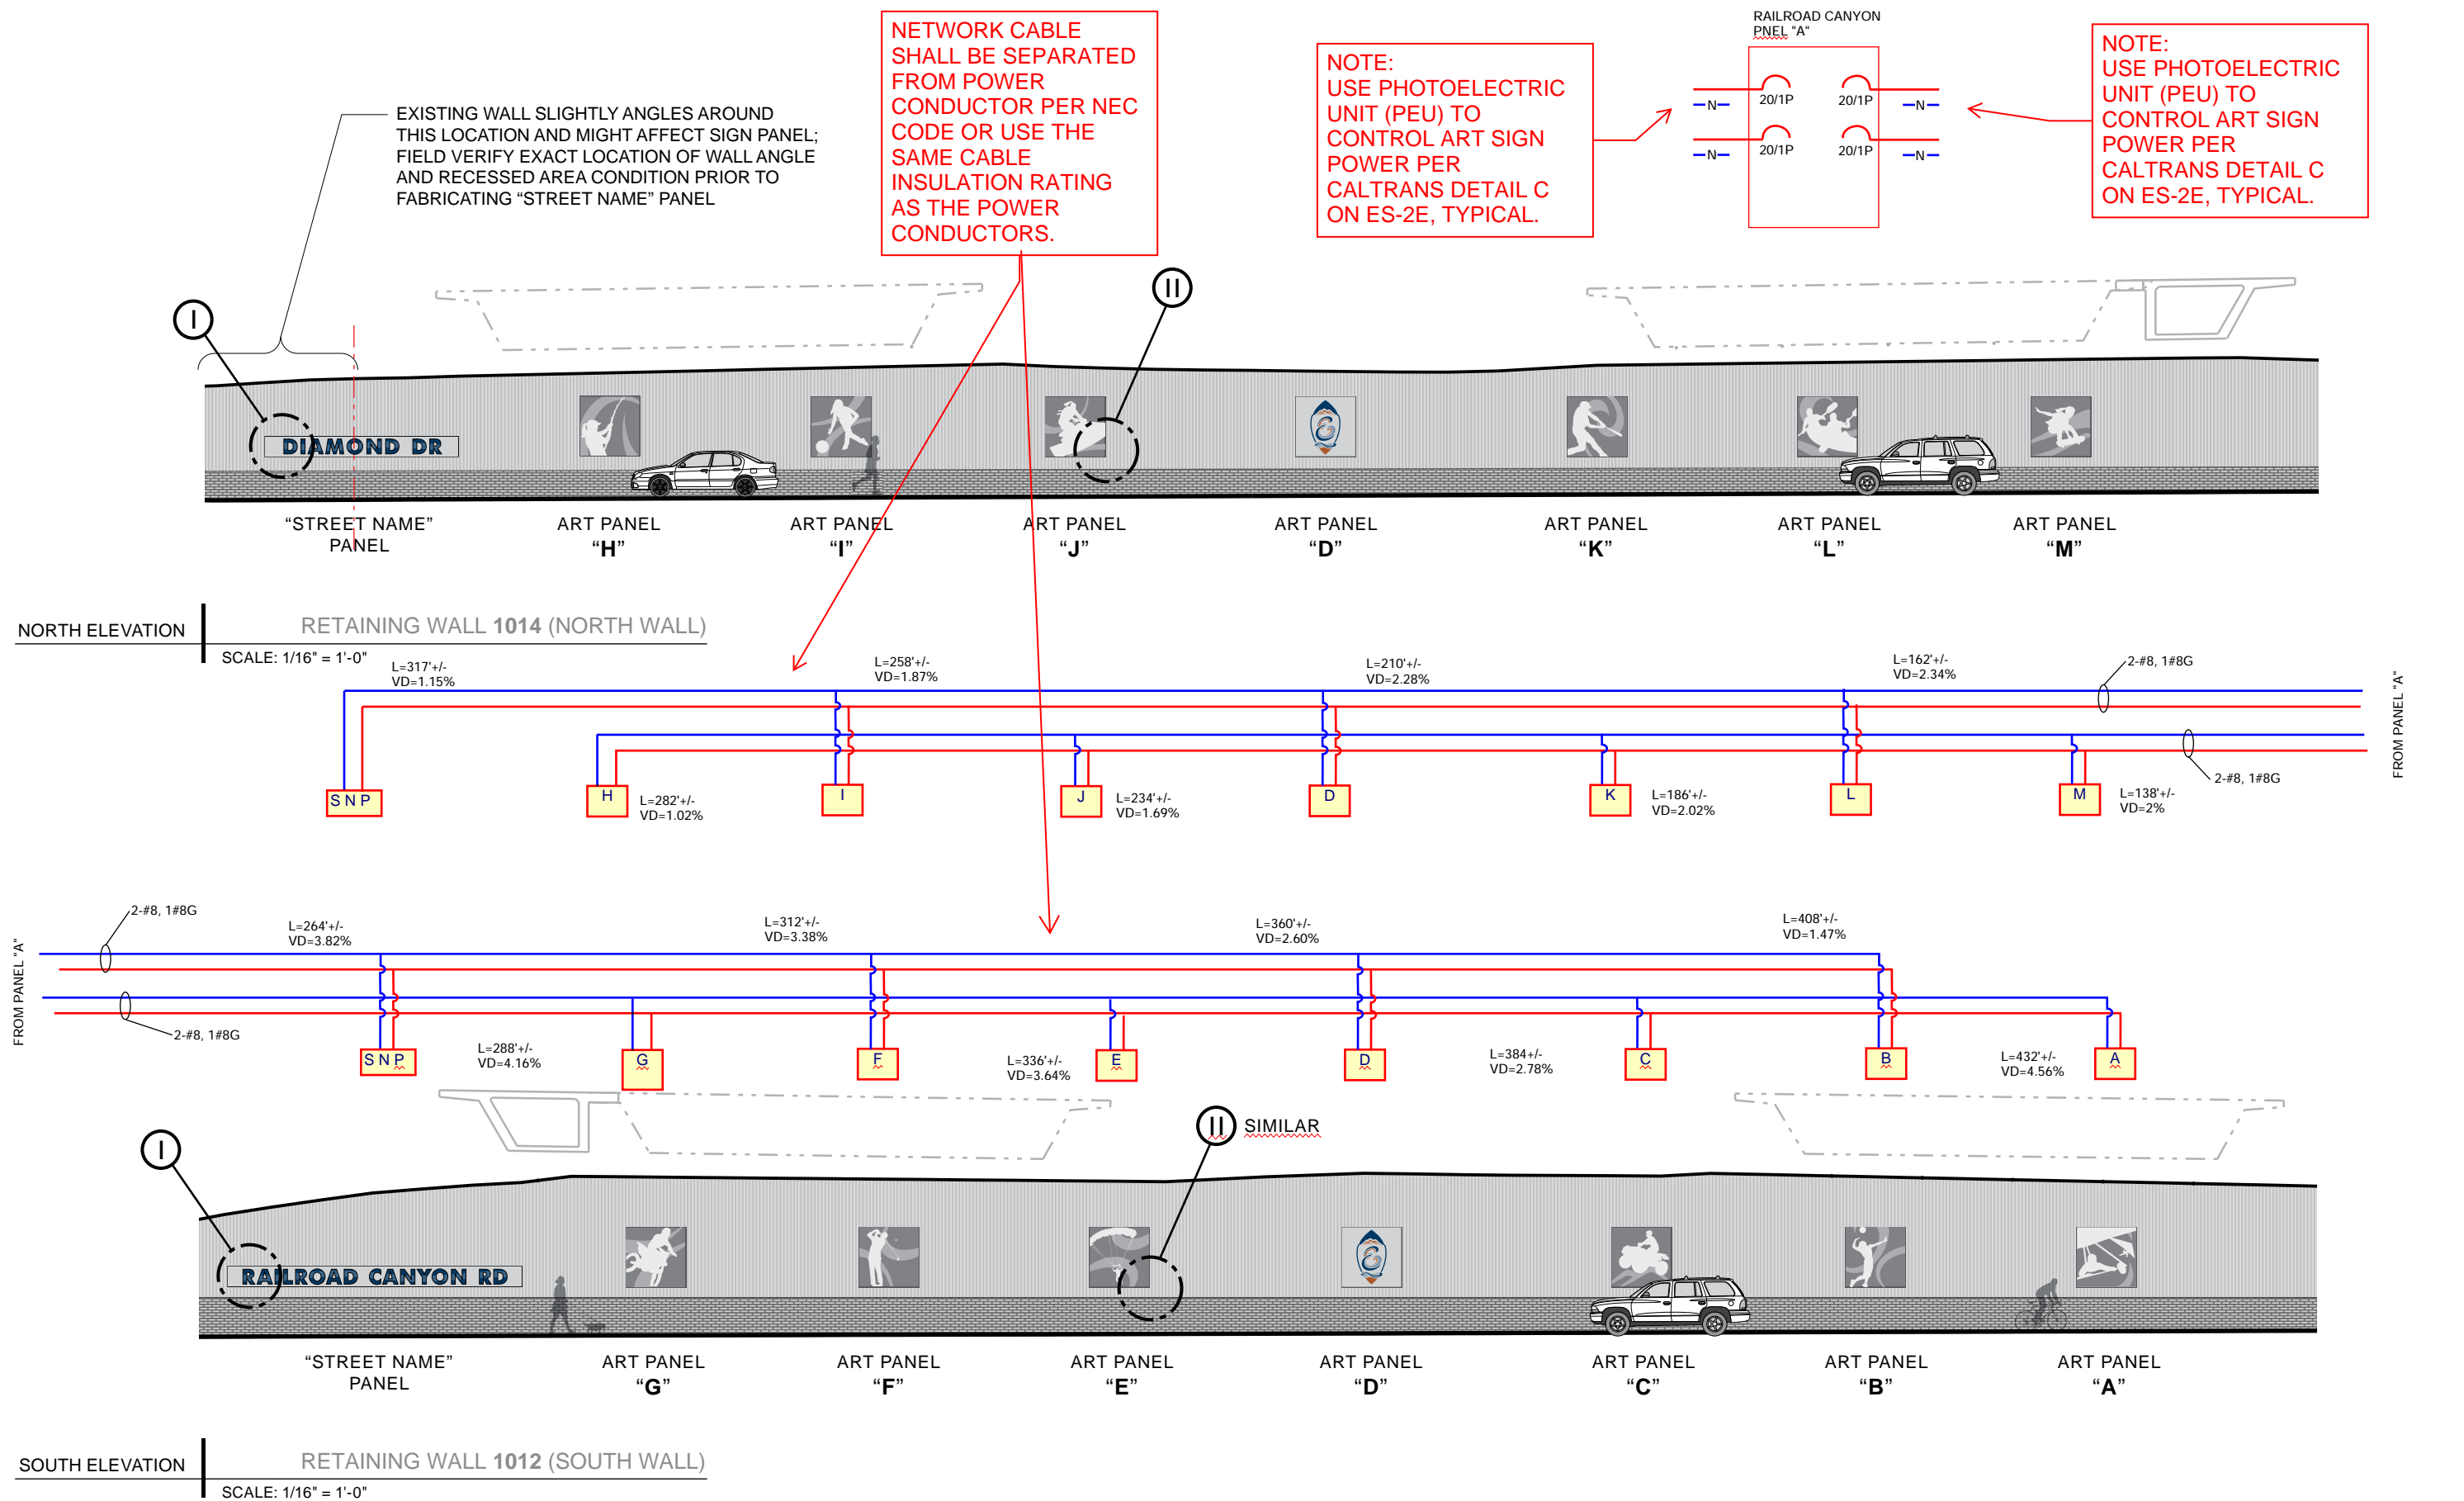 NETWORK CABLE
SHALL BE SEPARATED
FROM POWER
CONDUCTOR PER NEC
CODE OR USE THE
SAME CABLE
INSULATION RATING
AS THE POWER
CONDUCTORS.
NOTE:
USE PHOTOELECTRIC
UNIT (PEU) TO
CONTROL ART SIGN
POWER PER
CALTRANS DETAIL C
ON ES-2E, TYPICAL.
RAILROAD CANYON
PNEL "A"
20/1P
20/1P
20/1P
20/1P
N
N
N
N
NOTE:
USE PHOTOELECTRIC
UNIT (PEU) TO
CONTROL ART SIGN
POWER PER
CALTRANS DETAIL C
ON ES-2E, TYPICAL.
EXISTING WALL SLIGHTLY ANGLES AROUND
THIS LOCATION AND MIGHT AFFECT SIGN PANEL;
FIELD VERIFY EXACT LOCATION OF WALL ANGLE
AND RECESSED AREA CONDITION PRIOR TO
FABRICATING “STREET NAME” PANEL
I
II
DIAMOND DR
“STREET NAME”
PANEL
ART PANEL
“H”
ART PANEL
“I”
ART PANEL
“J”
ART PANEL
“D”
ART PANEL
“K”
ART PANEL
“L”
ART PANEL
“M”
NORTH ELEVATION
RETAINING WALL 1014 (NORTH WALL)
SCALE: 1/16" = 1'-0"
L=317'+/-
VD=1.15%
L=258'+/-
VD=1.87%
L=210'+/-
VD=2.28%
L=162'+/-
VD=2.34%
2-#8, 1#8G
2-#8, 1#8G
FROM PANEL "A"
S N P
H
L=282'+/-
VD=1.02%
I
J
L=234'+/-
VD=1.69%
D
K
L=186'+/-
VD=2.02%
L
M
L=138'+/-
VD=2%
2-#8, 1#8G
L=264'+/-
VD=3.82%
L=312'+/-
VD=3.38%
L=360'+/-
VD=2.60%
L=408'+/-
VD=1.47%
FROM PANEL "A"
2-#8, 1#8G
S N P
L=288'+/-
VD=4.16%
G
F
L=336'+/-
VD=3.64%
E
D
L=384+/-
VD=2.78%
C
B
L=432'+/-
VD=4.56%
A
I
II
SIMILAR
RAILROAD CANYON RD
“STREET NAME”
PANEL
ART PANEL
“G”
ART PANEL
“F”
ART PANEL
“E”
ART PANEL
“D”
ART PANEL
“C”
ART PANEL
“B”
ART PANEL
“A”
SOUTH ELEVATION
RETAINING WALL 1012 (SOUTH WALL)
SCALE: 1/16" = 1'-0"